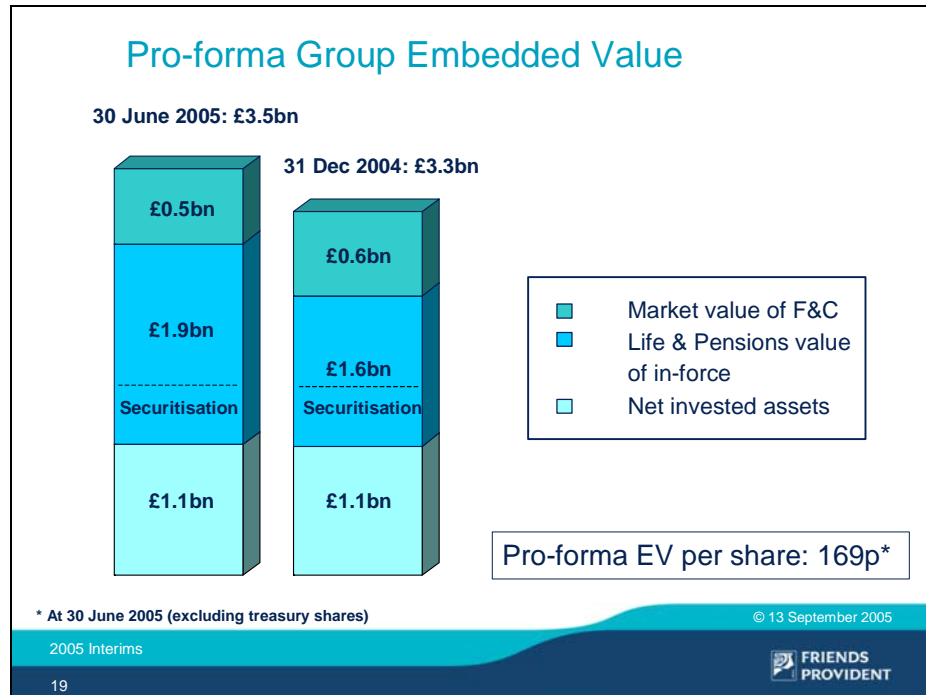 Pro-forma Group Embedded Value
30 June 2005: £3.5bn
31 Dec 2004: £3.3bn
£0.5bn
£1.9bn
Securitisation
£1.1bn
£0.6bn
£1.6bn
Securitisation
£1.1bn
Market value of F&C
Life & Pensions value
of in-force
Net invested assets
Pro-forma EV per share: 169p*
* At 30 June 2005 (excluding treasury shares)
© 13 September 2005
2005 Interims
FRIENDS
PROVIDENT
19